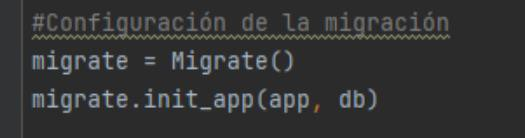 #Configuración de la migración
migrate = Migrate()
migrate.init_app(app, db)